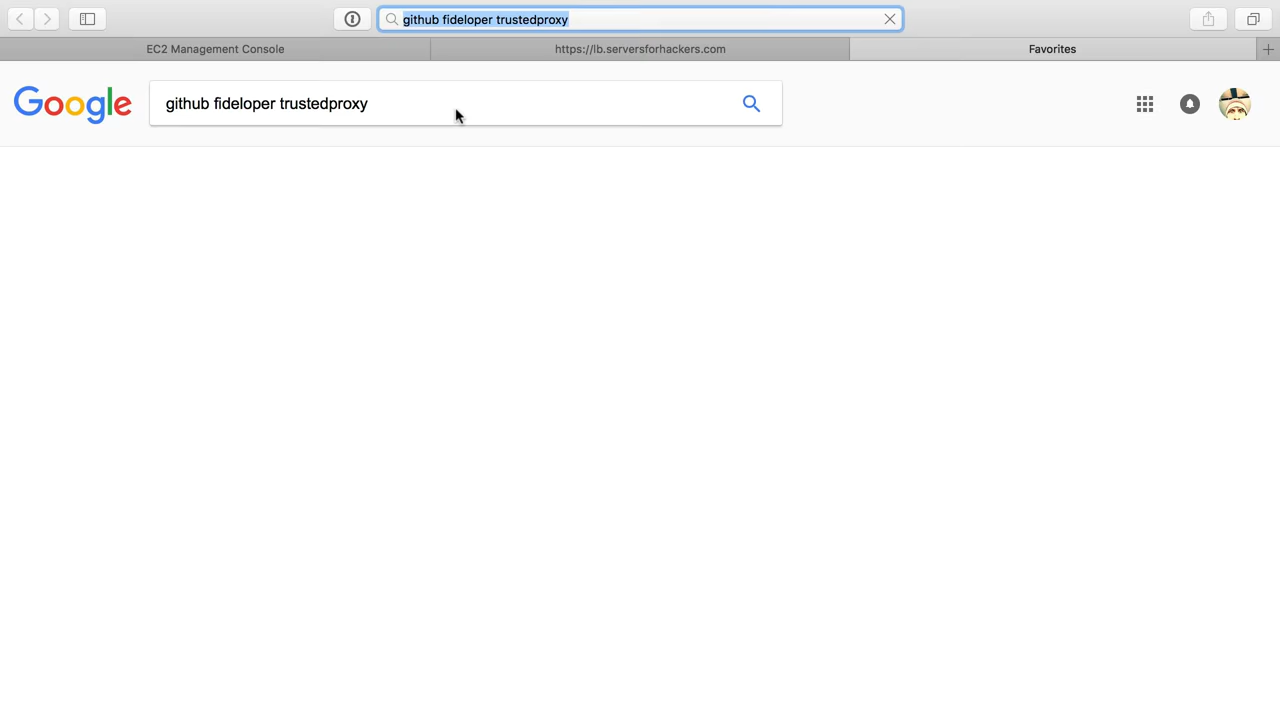 github fideloper trustedproxy
EC2 Management Console
https://lb.serversforhackers.com
Favorites
Google
github fideloper trustedproxy